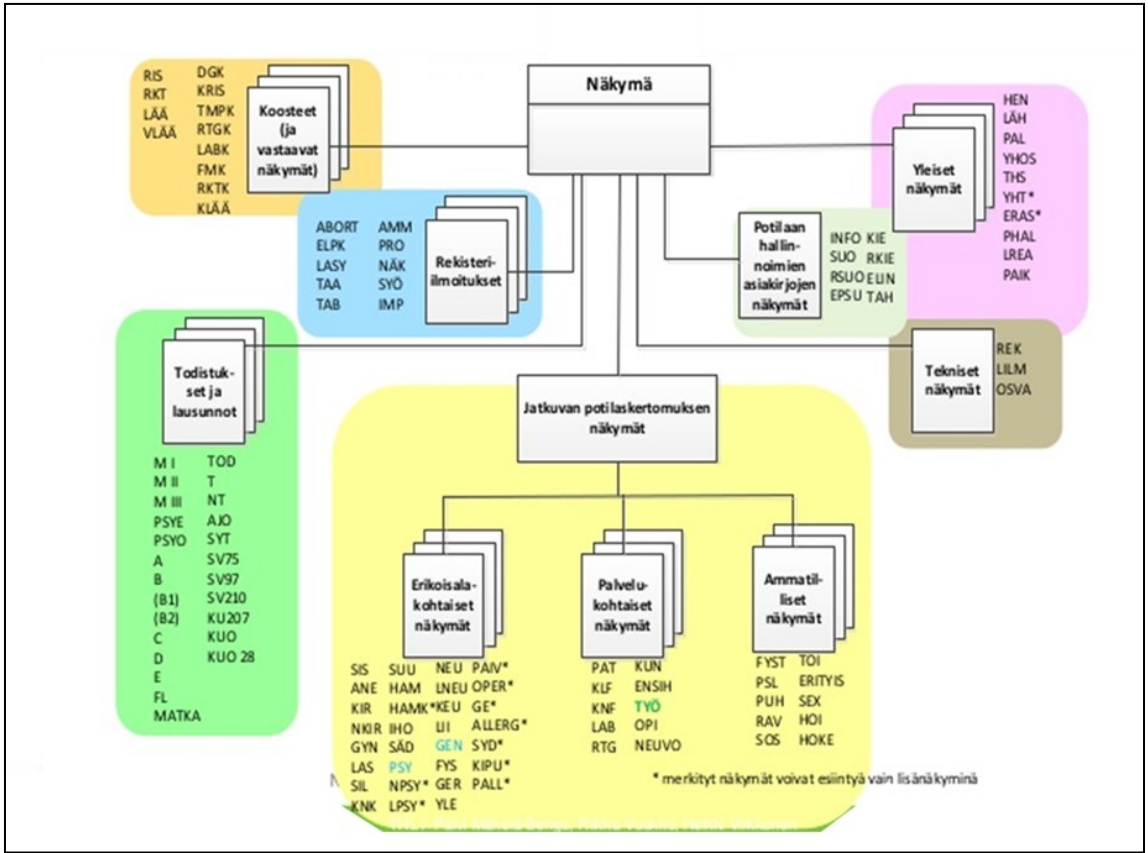 Näkymä
RIS
RKT
LÄÄ
VLÄÄ
DGK
KRIS
TMPK
RTGK
LABK
FMK
RKTK
KLÄÄ
Koosteet
(ja
vastaavat
näkymät)
ABORT
ELPK
LASY
TAA
TAB
AMM
PRO
NÄK
SYÖ
IMP
Rekisteri-
ilmoitukset
Potilaan
hallin-
noimien
asiakirjojen
näkymät
INFO KIE
SUO RKIE
RSUO ELIN
EPSU TAH
Yleiset
näkymät
HEN
LÄH
PAL
YHOS
THS
YHT*
ERAS*
PHAL
LREA
PAIK
Tekniset
näkymät
REK
LILM
OSVA
Todistuk-
set ja
lausunnot
M I
M II
M III
PSYE
PSYO
A
B
(B1)
(B2)
C
D
E
FL
MATKA
TOD
T
NT
AJO
SYT
SV75
SV97
SV210
KU207
KUO
KUO 28
Jatkuvan potilaskertomuksen
näkymät
Erikoisala-
kohtaiset
näkymät
SIS SUU NEU PAIV*
ANE HAM LNEU OPER*
KIR HAMK* KEU GE*
NKIR IHO LII ALLERG*
GYN SÄD GEN SYD*
LAS PSY FYS KIPU*
SIL NPSY* GER PALL*
KNK LPSY* YLE
Palvelu-
kohtaiset
näkymät
PAT KUN
KLF ENSIH
KNF TYÖ
LAB OPI
RTG NEUVO
Ammatil-
liset
näkymät
FYST TOI
PSL ERITYIS
PUH SEX
RAV HOI
SOS HOKE
* merkityt näkymät voivat esiintyä vain lisänäkyminä